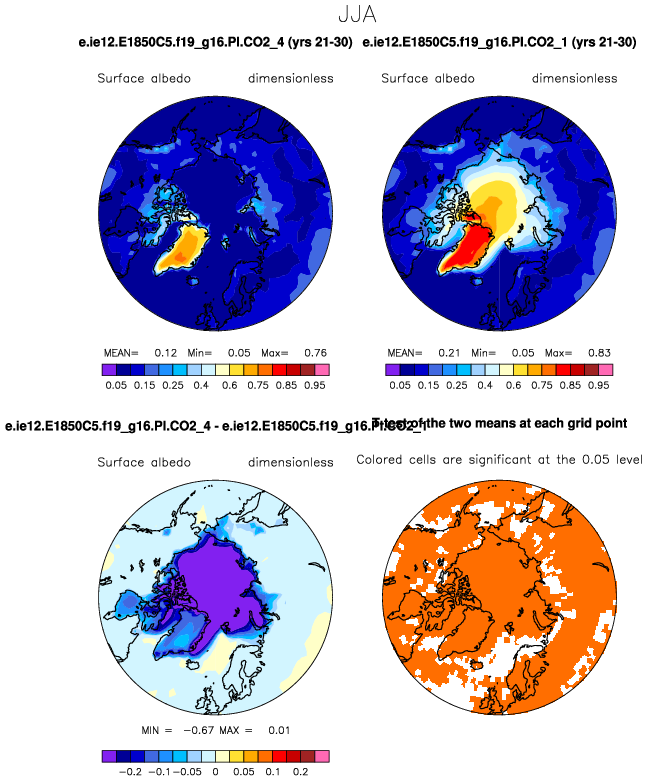 JJA
e.ie12.E1850C5.f19_g16.PI.CO2_4 (yrs 21-30) e.ie12.E1850C5.f19_g16.PI.CO2_1 (yrs 21-30)
Surface albedo dimensionless Surface albedo dimensionless
MEAN= 0.12 Min= 0.05 Max= 0.76 MEAN= 0.21 Min= 0.05 Max= 0.83
0.05 0.15 0.25 0.4 0.6 0.75 0.85 0.95 0.05 0.15 0.25 0.4 0.6 0.75 0.85 0.95
e.ie12.E1850C5.f19_g16.PI.CO2_4 - e.ie12.E1850C5.f19_g16.PI.CO2_1 T-test of the two means at each grid point
Surface albedo dimensionless Colored cells are significant at the 0.05 level
MIN = -0.67 MAX = 0.01
-0.2 -0.1 -0.05 0 0.05 0.1 0.2